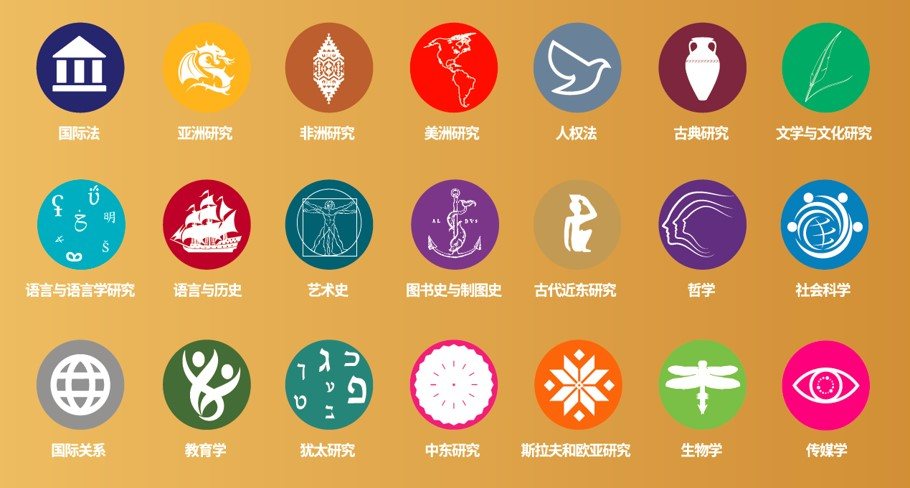 国际法
亚洲研究
非洲研究
美洲研究
人权法
古典研究
文学与文化研究
语言与语言学研究
语言与历史
艺术史
图书史与制图史
古代近东研究
哲学
社会科学
国际关系
教育学
犹太研究
中东研究
斯拉夫和欧亚研究
生物学
传媒学